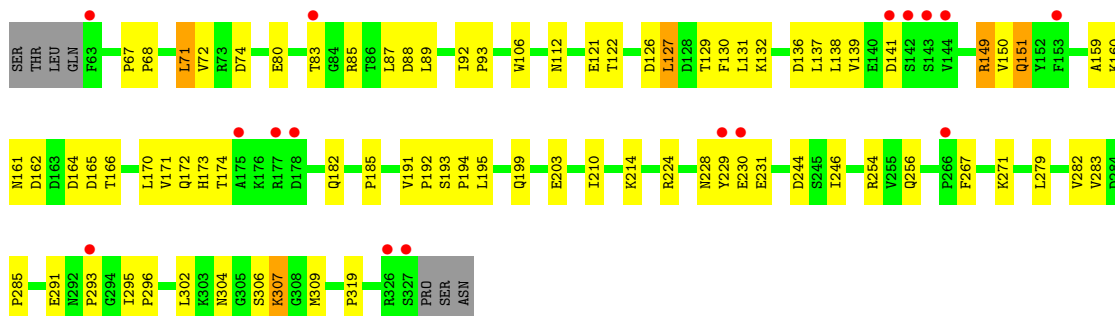 SER THR LEU GLN F63 P67 P68 L71 V72 R73 D74 E80 T83 G84 R85 T86 L87 D88 L89 I92 P93 W106 N112 E121 T122 D126 L127 D128 T129 F130 L131 K132 D136 L137 L138 V139 E140 D141 S142 S143 V144 R149 V150 Q151 Y152 F153 A159 K160
N161 D162 D163 D164 D165 T166 L170 V171 Q172 H173 T174 A175 K176 R177 D178 Q182 P185 V191 P192 S193 P194 L195 Q199 E203 I210 K214 R224 N228 Y229 E230 E231 D244 S245 I246 R254 V255 Q256 P266 F267 K271 L279 V282 V283 D284
P285 E291 N292 P293 G294 I295 P296 L302 K303 N304 G305 S306 K307 G308 M309 P319 R326 S327 PRO SER ASN